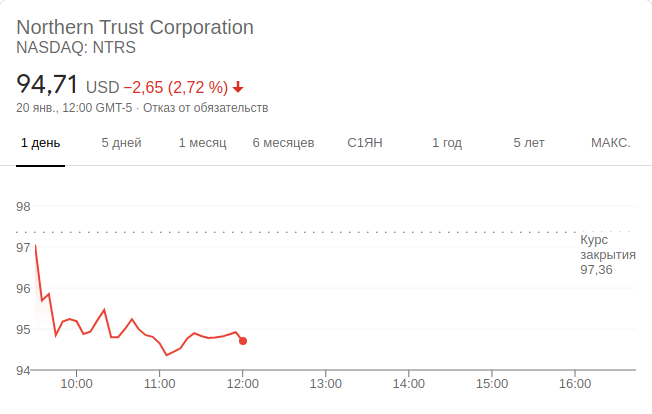 Northern Trust Corporation
NASDAQ: NTRS
94,71 USD −2,65 (2,72 %)
20 янв., 12:00 GMT-5 · Отказ от обязательств
1 день 5 дней 1 месяц 6 месяцев С1ЯН 1 год 5 лет МАКС.
98
97
96
95
94
Курс
закрытия
97,36
10:00 11:00 12:00 13:00 14:00 15:00 16:00